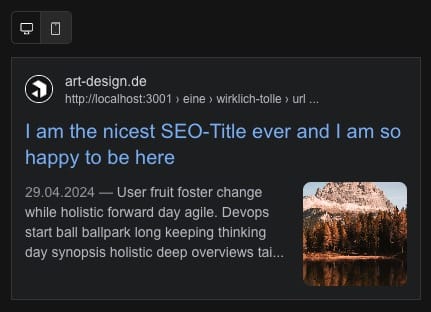 art-design.de
http://localhost:3001 › eine › wirklich-tolle › url ...
I am the nicest SEO-Title ever and I am so
happy to be here
29.04.2024 — User fruit foster change
while holistic forward day agile. Devops
start ball ballpark long keeping thinking
day synopsis holistic deep overviews tai...